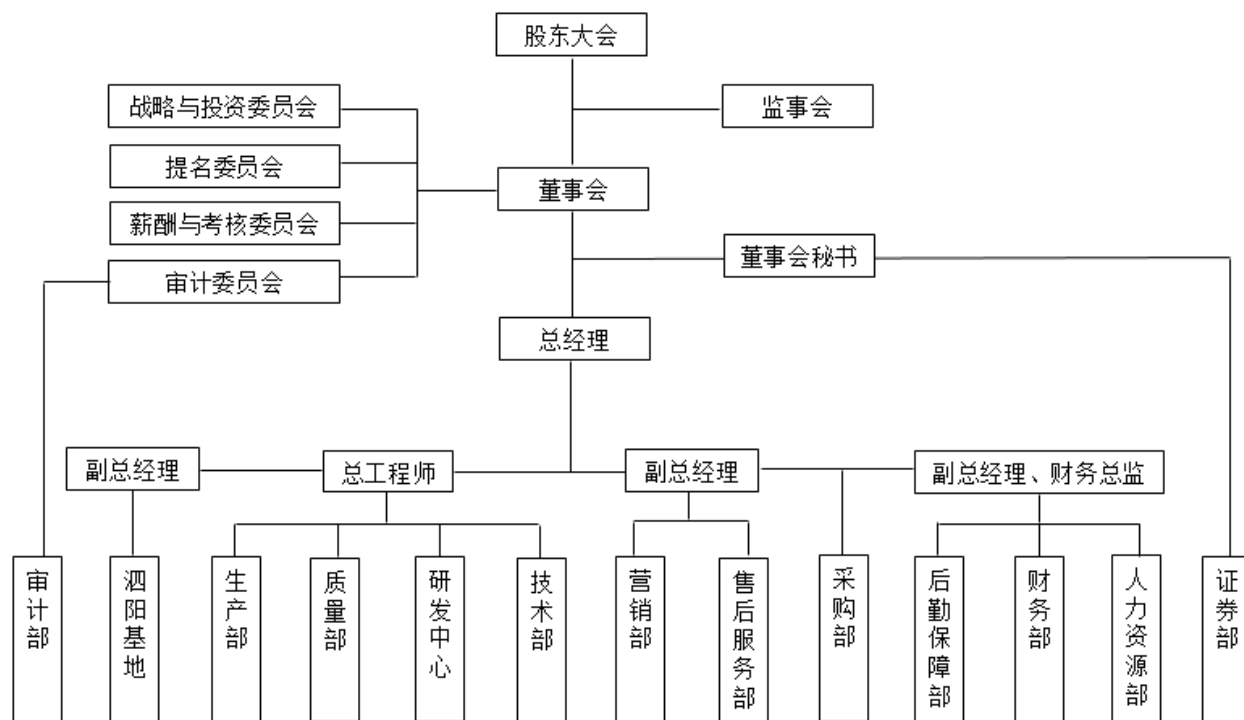 股东大会
战略与投资委员会
监事会
提名委员会
董事会
薪酬与考核委员会
董事会秘书
审计委员会
总经理
副总经理
总工程师
副总经理
副总经理、财务总监
审计部
泗阳基地
生产部
质量部
研发中心
技术部
营销部
售后服务部
采购部
后勤保障部
财务部
人力资源部
证券部